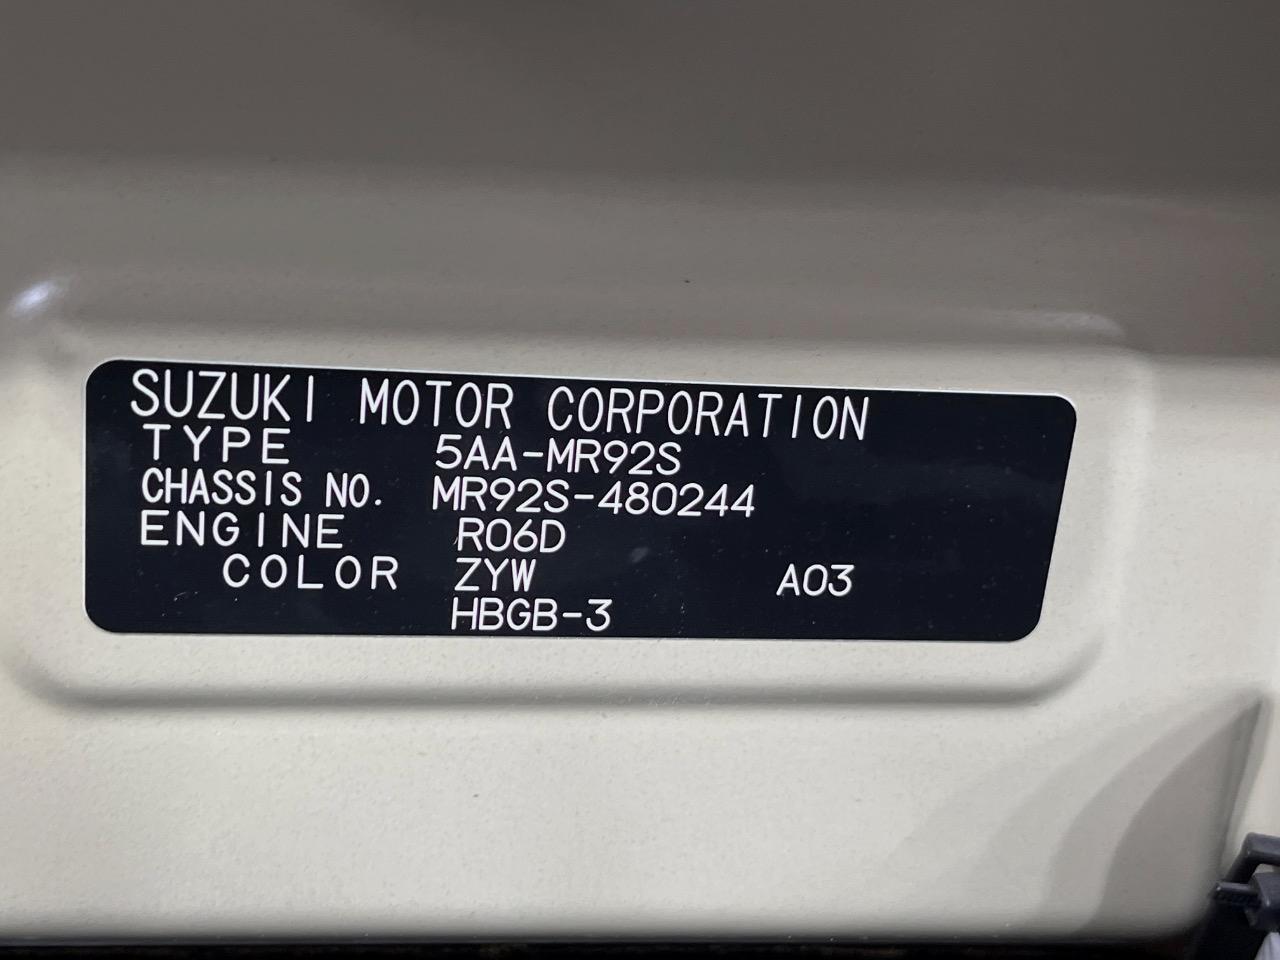 SUZUKI MOTOR CORPORATION
TYPE 5AA-MR92S
CHASSIS NO. MR92S-480244
ENGINE R06D
COLOR ZYW A03
HBGB-3